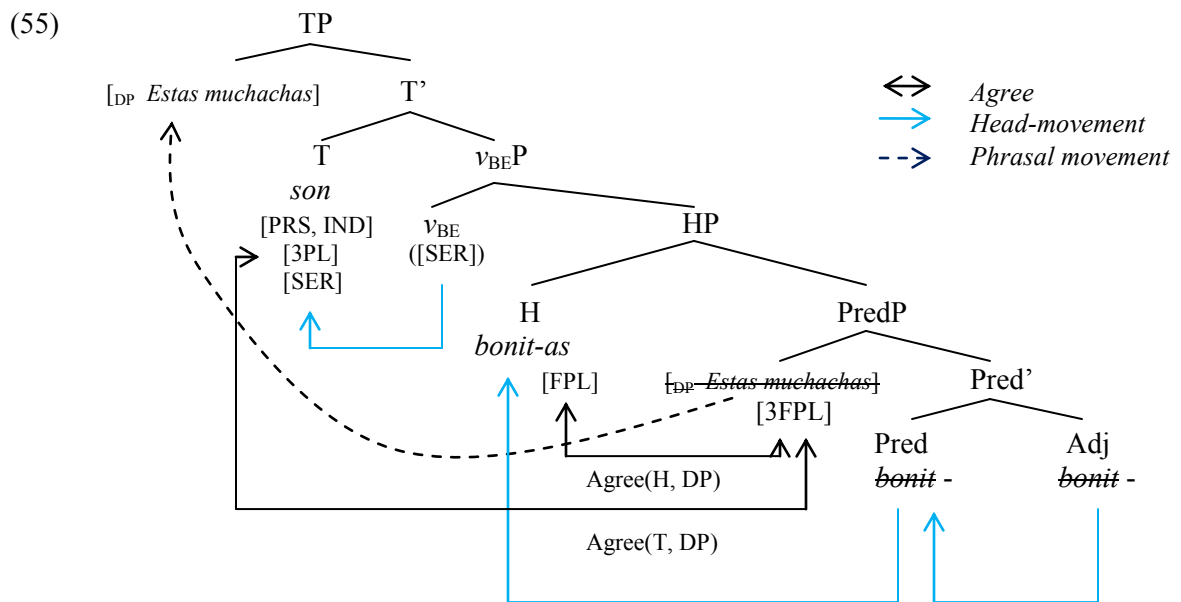 (55)
TP
[DP Estas muchachas] T’
Agree
Head-movement
Phrasal movement
T vBEP
son
[PRS, IND] vBE HP
[3PL] ([SER])
[SER]
H PredP
bonit-as
[FPL] [DP Estas muchachas] Pred’
[3FPL]
Pred Adj
bonit - bonit -
Agree(H, DP)
Agree(T, DP)